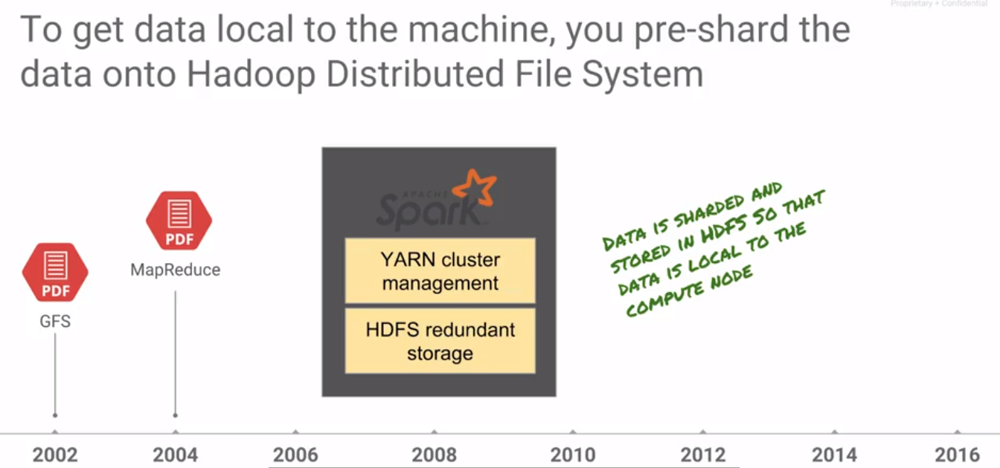 Proprietary + Confidential
To get data local to the machine, you pre-shard the
data onto Hadoop Distributed File System
APACHE
Spark
YARN cluster
management
HDFS redundant
storage
PDF
MapReduce
PDF
GFS
DATA IS SHARDED AND
STORED IN HDFS SO THAT
DATA IS LOCAL TO THE
COMPUTE NODE
2002
2004
2006
2008
2010
2012
2014
2016